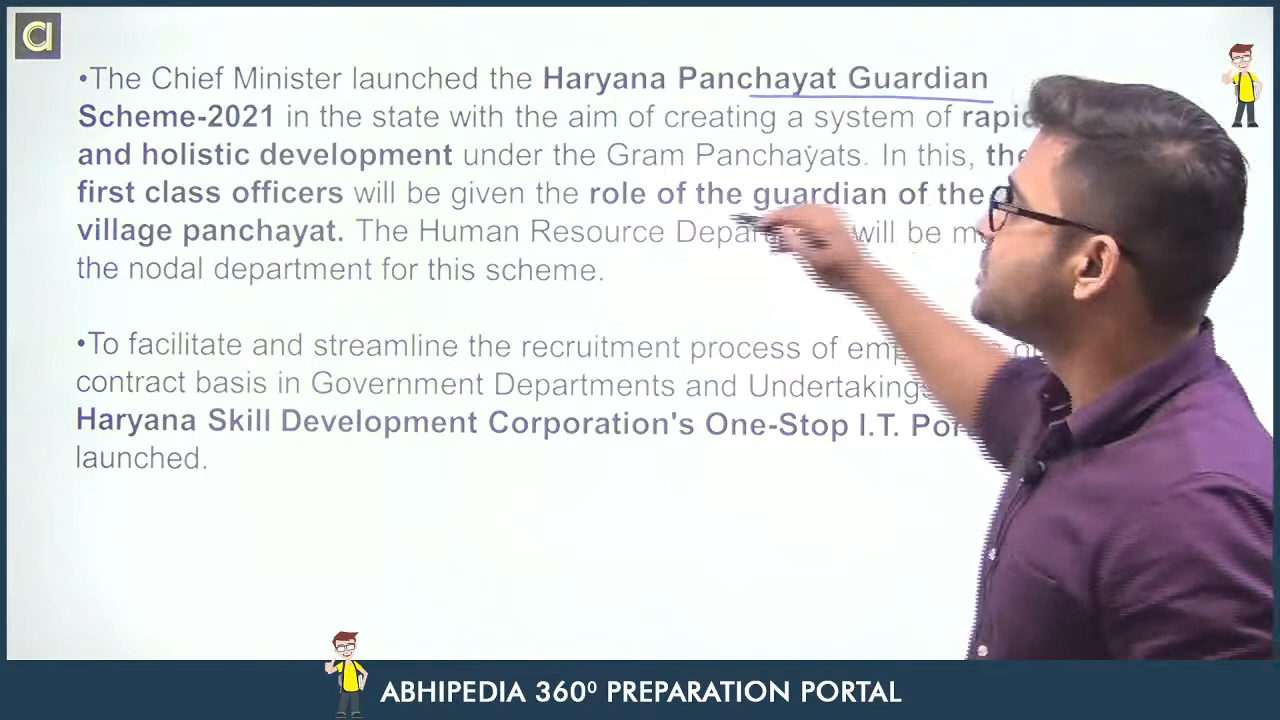 •The Chief Minister launched the Haryana Panchayat Guardian
Scheme-2021 in the state with the aim of creating a system of rapid
and holistic development under the Gram Panchayats. In this, the
first class officers will be given the role of the guardian of the
village panchayat. The Human Resource will be
the nodal department for this scheme.
•To facilitate and streamline the recruitment process of
contract basis in Government Departments and Undertakings
Haryana Skill Development Corporation's One-Stop I.T.
launched.
ABHIPEDIA 360⁰ PREPARATION PORTAL